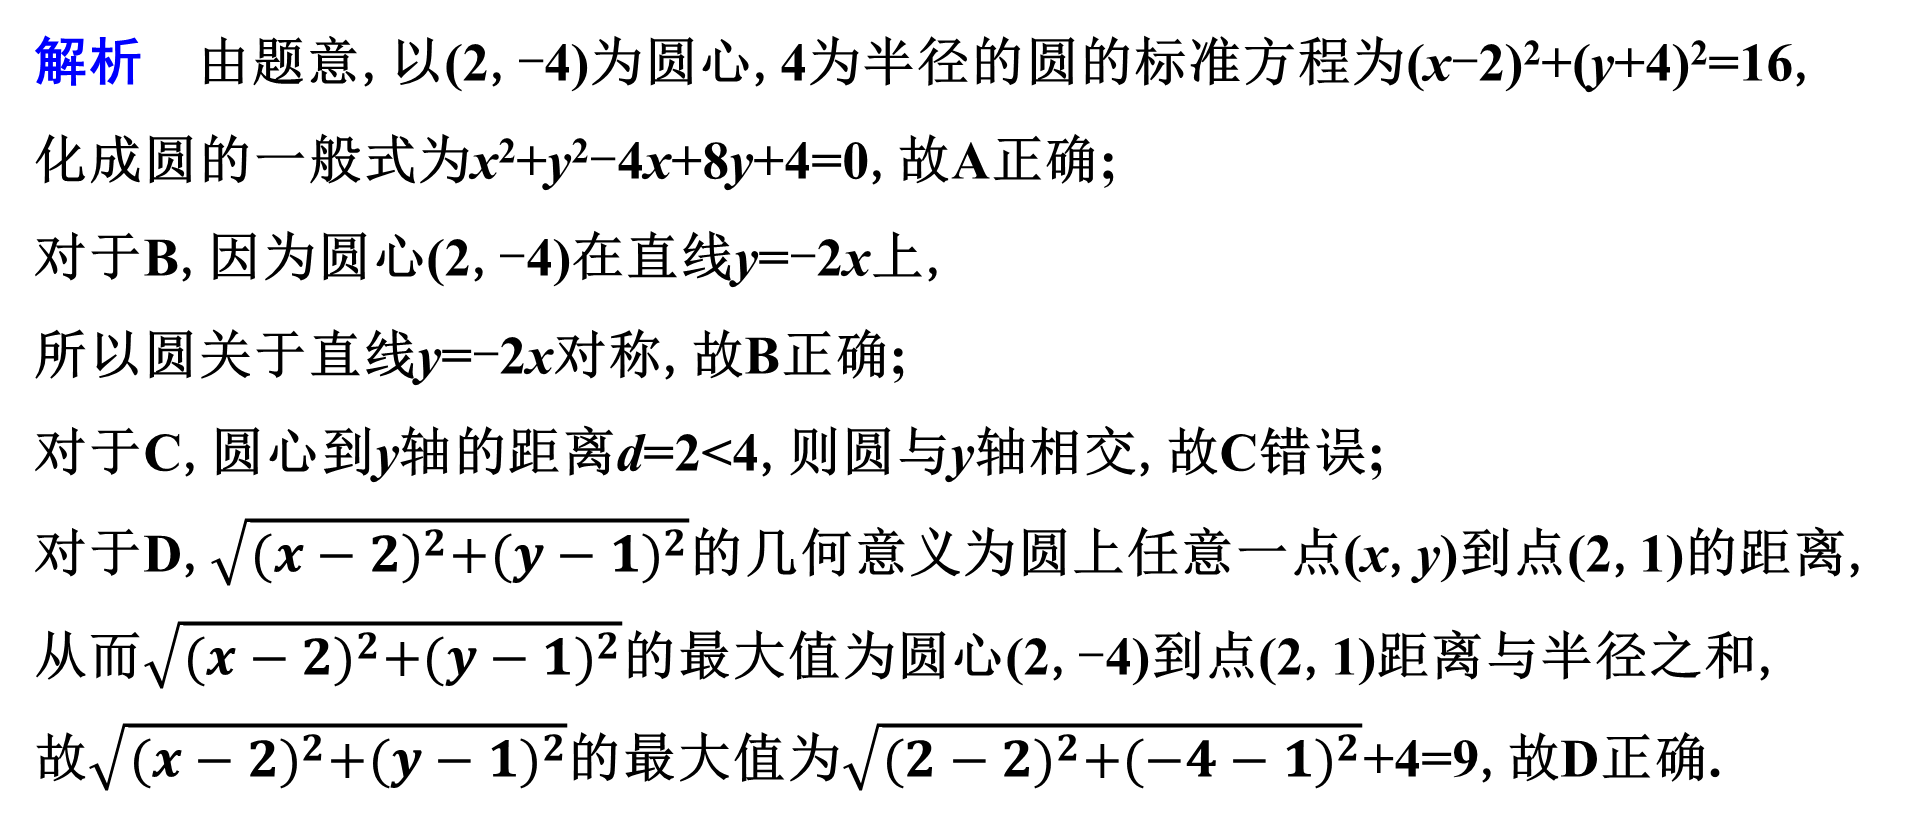 解析 由题意, 以(2, −4)为圆心, 4为半径的圆的标准方程为(x−2)²+(y+4)²=16,
化成圆的一般式为x²+y²−4x+8y+4=0, 故A正确;
对于B, 因为圆心(2, −4)在直线y=−2x上,
所以圆关于直线y=−2x对称, 故B正确;
对于C, 圆心到y轴的距离d=2<4, 则圆与y轴相交, 故C错误;
对于D, √((x − 2)²+(y − 1)²)的几何意义为圆上任意一点(x, y)到点(2, 1)的距离,
从而√((x − 2)²+(y − 1)²)的最大值为圆心(2, −4)到点(2, 1)距离与半径之和,
故√((x − 2)²+(y − 1)²)的最大值为√((2 − 2)²+(−4 − 1)²)+4=9, 故D正确.